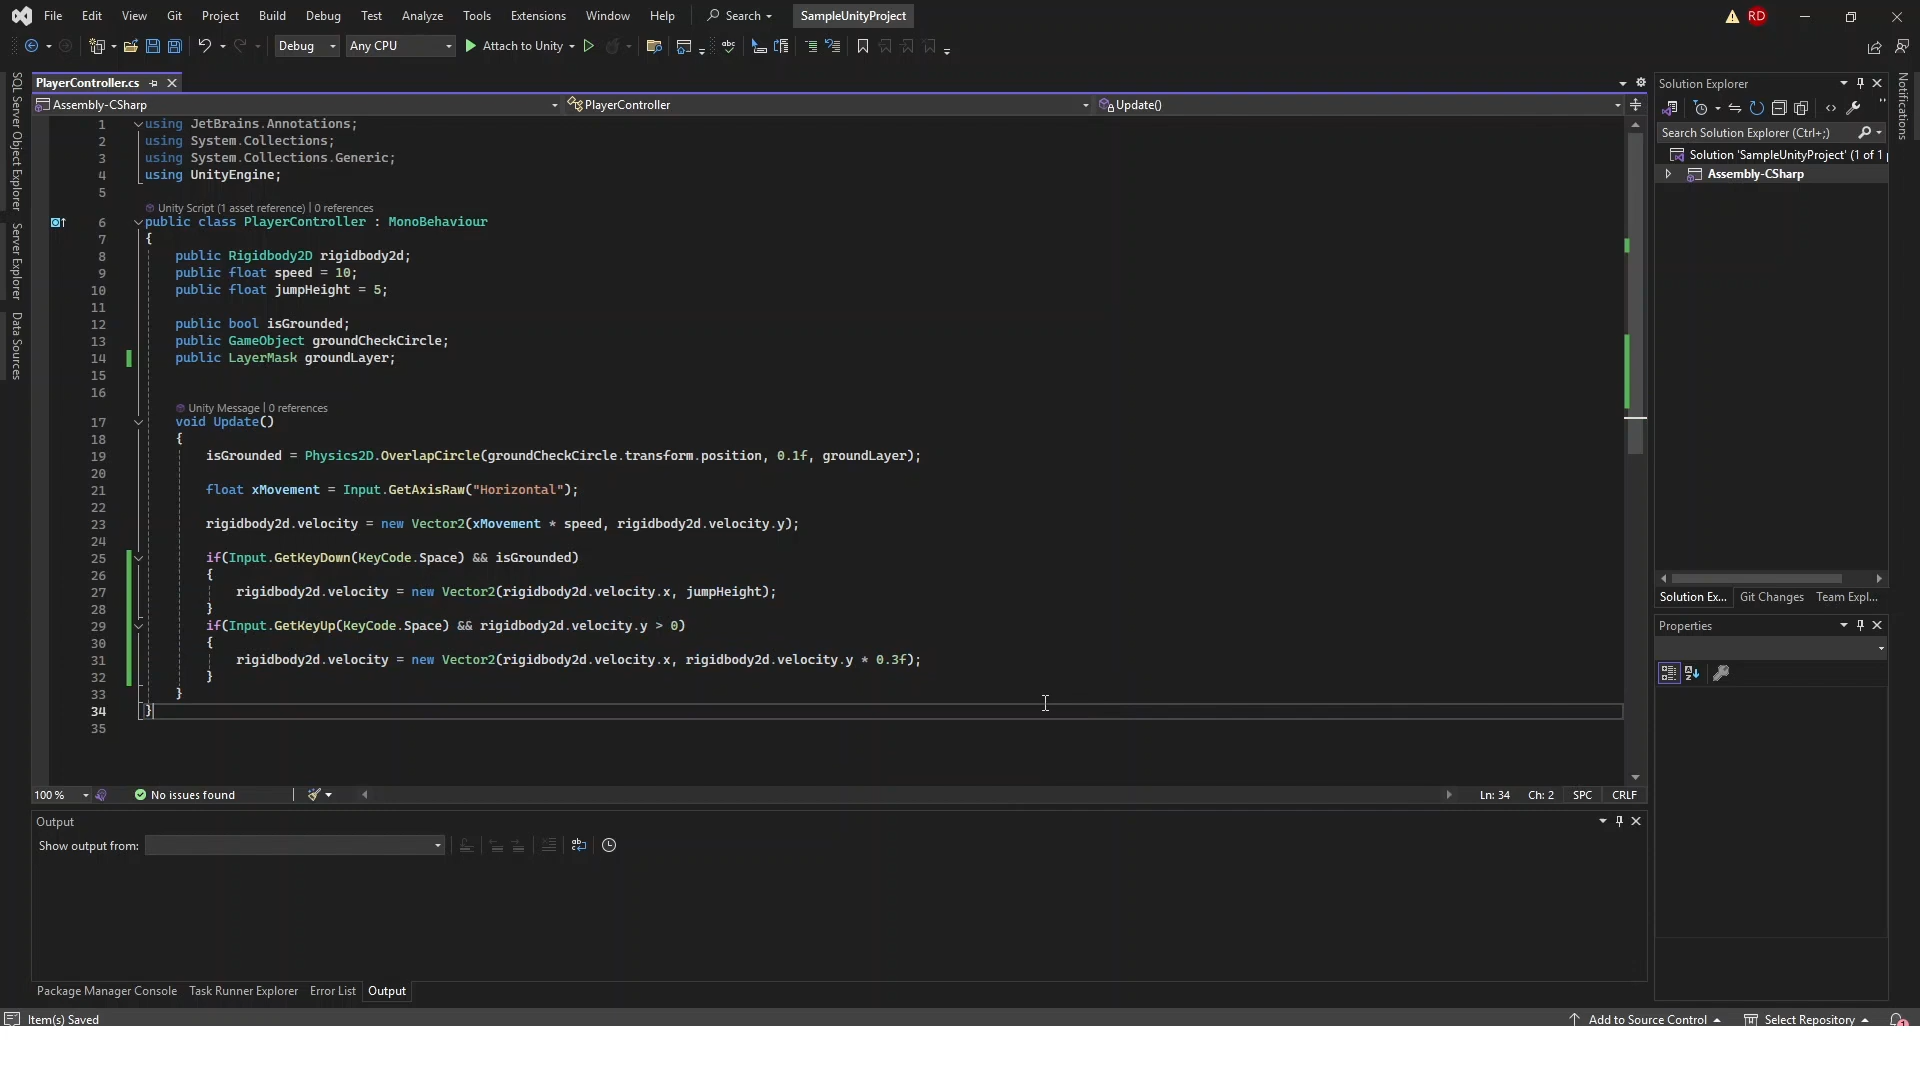 File Edit View Git Project Build Debug Test Analyze Tools Extensions Window Help Search SampleUnityProject RD
Debug Any CPU Attach to Unity
PlayerController.cs
Assembly-CSharp PlayerController Update()
1 using JetBrains.Annotations;
2 using System.Collections;
3 using System.Collections.Generic;
4 using UnityEngine;
5
Unity Script (1 asset reference) | 0 references
6 public class PlayerController : MonoBehaviour
7 {
8 public Rigidbody2D rigidbody2d;
9 public float speed = 10;
10 public float jumpHeight = 5;
11
12 public bool isGrounded;
13 public GameObject groundCheckCircle;
14 public LayerMask groundLayer;
15
16
Unity Message | 0 references
17 void Update()
18 {
19 isGrounded = Physics2D.OverlapCircle(groundCheckCircle.transform.position, 0.1f, groundLayer);
20
21 float xMovement = Input.GetAxisRaw("Horizontal");
22
23 rigidbody2d.velocity = new Vector2(xMovement * speed, rigidbody2d.velocity.y);
24
25 if(Input.GetKeyDown(KeyCode.Space) && isGrounded)
26 {
27 rigidbody2d.velocity = new Vector2(rigidbody2d.velocity.x, jumpHeight);
28 }
29 if(Input.GetKeyUp(KeyCode.Space) && rigidbody2d.velocity.y > 0)
30 {
31 rigidbody2d.velocity = new Vector2(rigidbody2d.velocity.x, rigidbody2d.velocity.y * 0.3f);
32 }
33 }
34 }
35
100 % No issues found Ln: 34 Ch: 2 SPC CRLF
Output
Show output from:
Package Manager Console Task Runner Explorer Error List Output
Item(s) Saved Add to Source Control Select Repository 1
SQL Server Object Explorer
Server Explorer
Data Sources
Solution Explorer
Search Solution Explorer (Ctrl+;)
Solution 'SampleUnityProject' (1 of 1
Assembly-CSharp
Solution Ex... Git Changes Team Expl...
Properties
Notifications